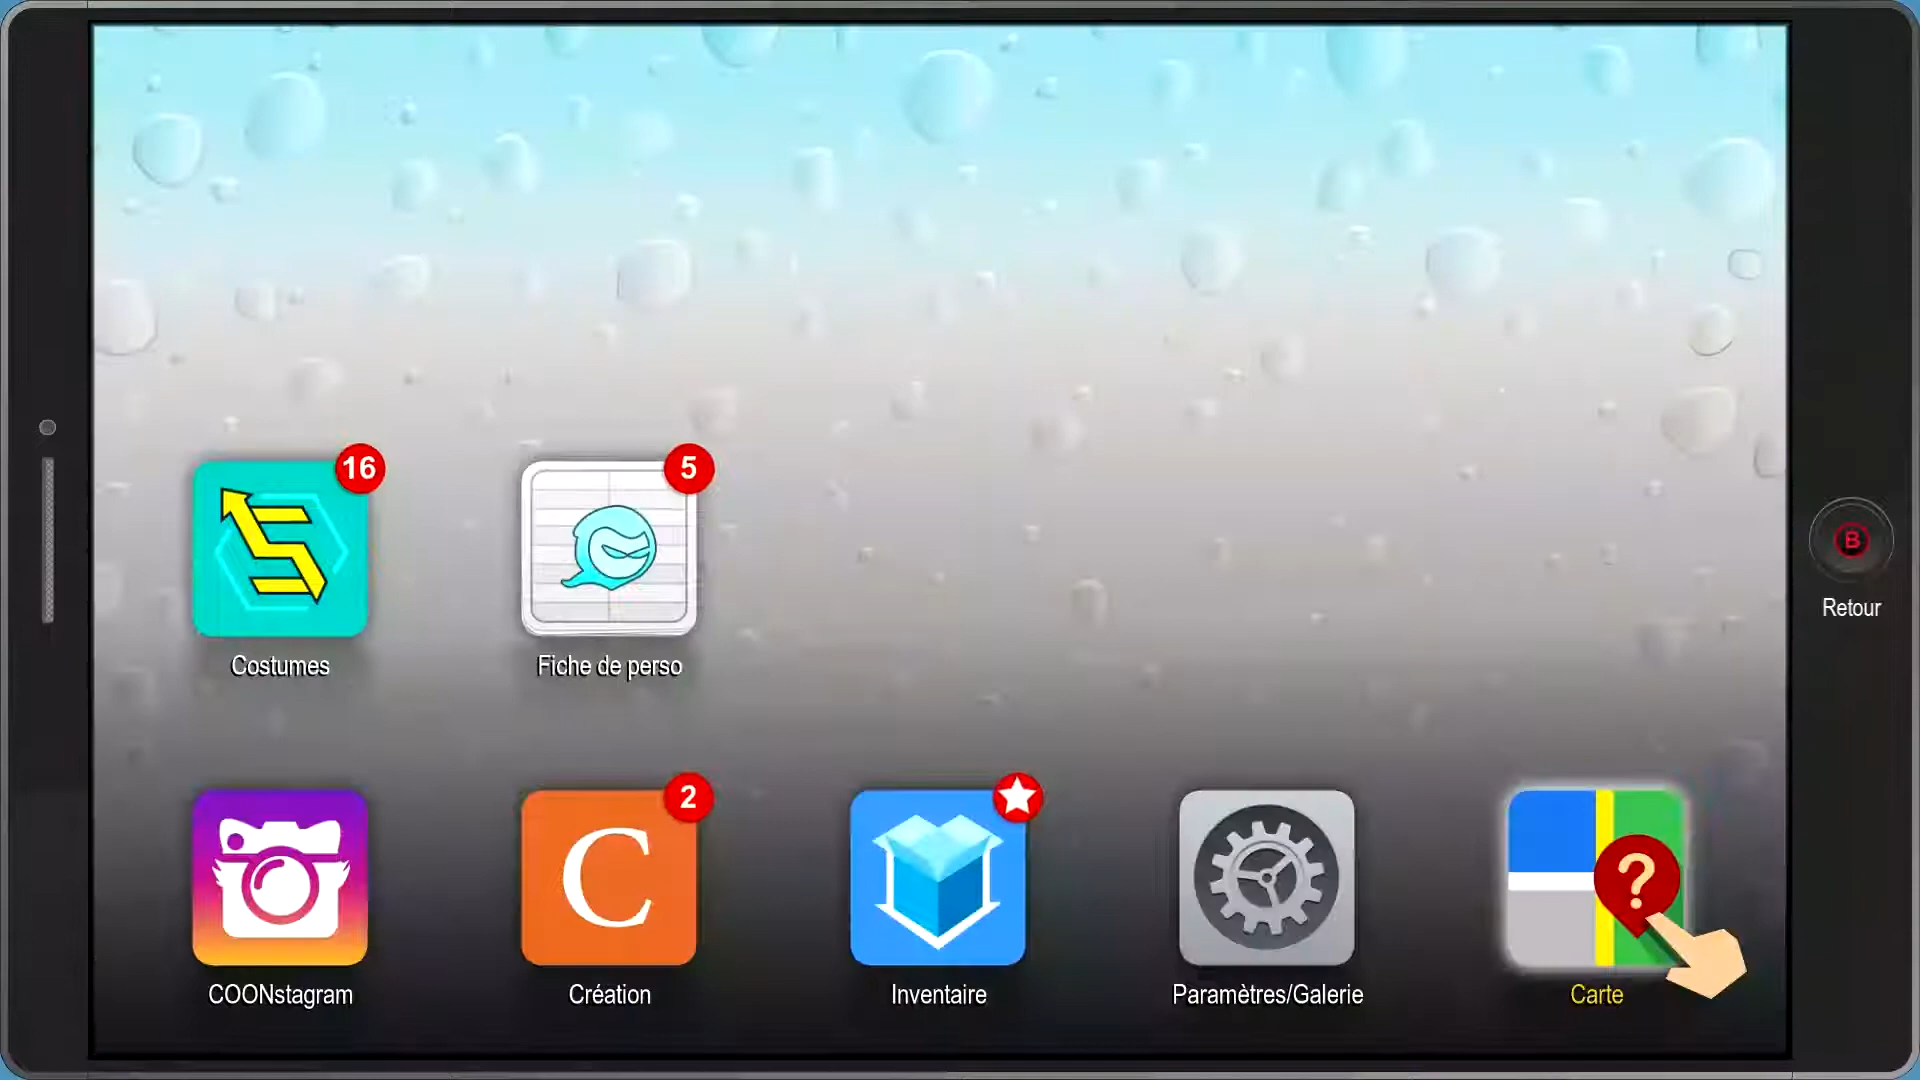 16
5
Costumes
Fiche de perso
B
Retour
2
C
?
COONstagram
Création
Inventaire
Paramètres/Galerie
Carte